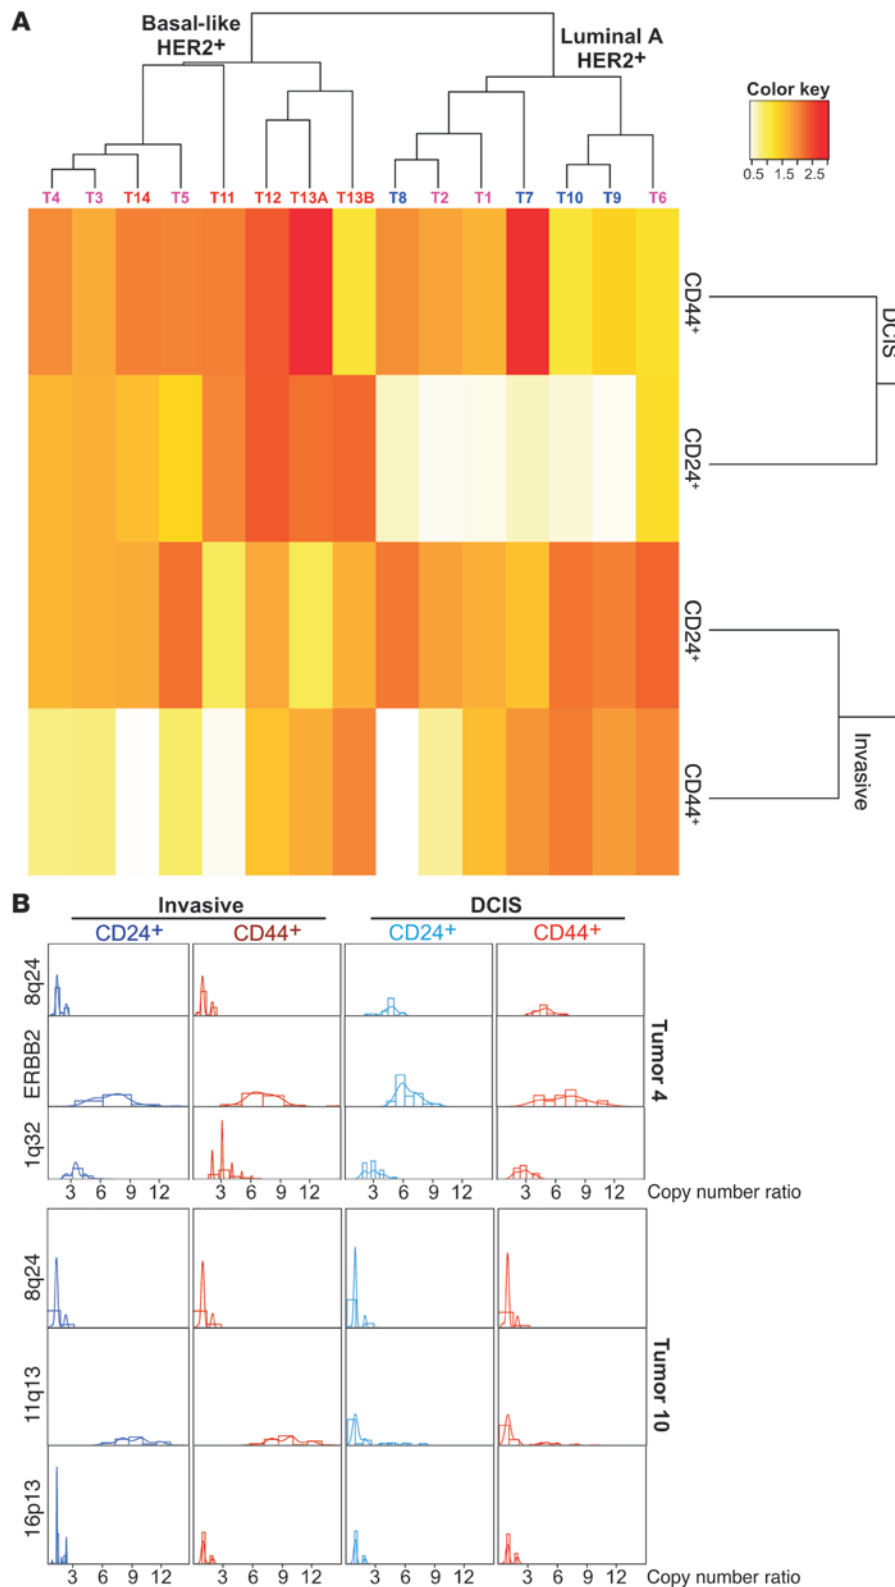 A
Basal-like
HER2+
Luminal A
HER2+
Color key
0.5 1.5 2.5
T4 T3 T14 T5 T11 T12 T13A T13B T8 T2 T1 T7 T10 T9 T6
CD44+
DCIS
CD24+
CD24+
Invasive
CD44+
B
Invasive DCIS
CD24+ CD44+ CD24+ CD44+
8q24
ERBB2
1q32
Tumor 4
3 6 9 12 3 6 9 12 3 6 9 12 3 6 9 12 Copy number ratio
8q24
11q13
16p13
Tumor 10
3 6 9 12 3 6 9 12 3 6 9 12 3 6 9 12 Copy number ratio